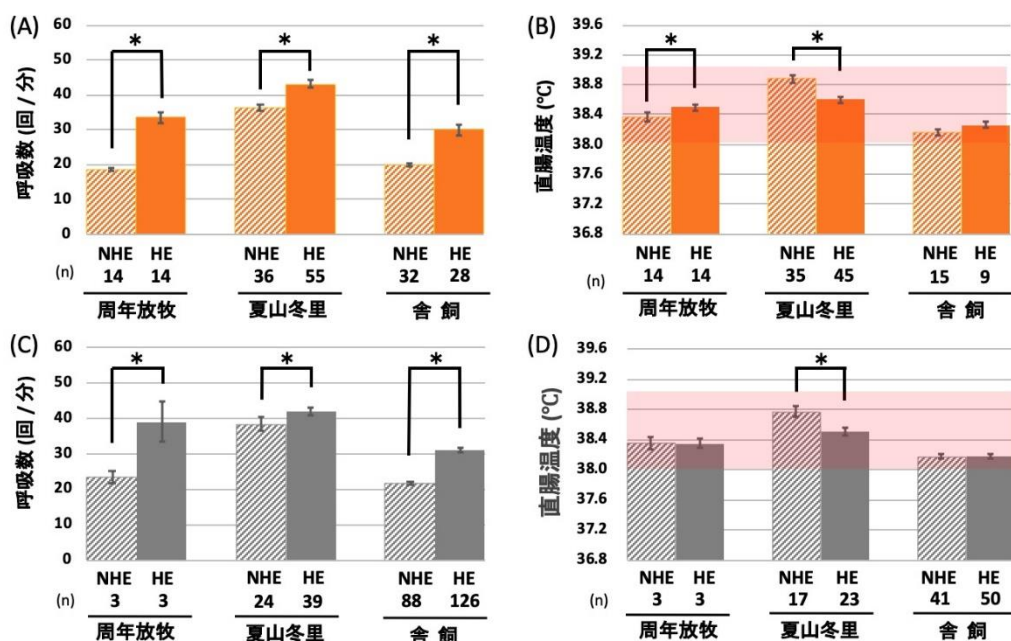 (A)
呼吸数 (回 / 分)
60
50
40
30
20
10
0
* * *
NHE HE NHE HE NHE HE
(n) 14 14 36 55 32 28
周年放牧 夏山冬里 舎 飼
(B)
直腸温度 (°C)
39.6
39.2
38.8
38.4
38.0
37.6
37.2
36.8
* *
NHE HE NHE HE NHE HE
(n) 14 14 35 45 15 9
周年放牧 夏山冬里 舎 飼
(C)
呼吸数 (回 / 分)
60
50
40
30
20
10
0
* * *
NHE HE NHE HE NHE HE
(n) 3 3 24 39 88 126
周年放牧 夏山冬里 舎 飼
(D)
直腸温度 (°C)
39.6
39.2
38.8
38.4
38.0
37.6
37.2
36.8
*
NHE HE NHE HE NHE HE
(n) 3 3 17 23 41 50
周年放牧 夏山冬里 舎 飼